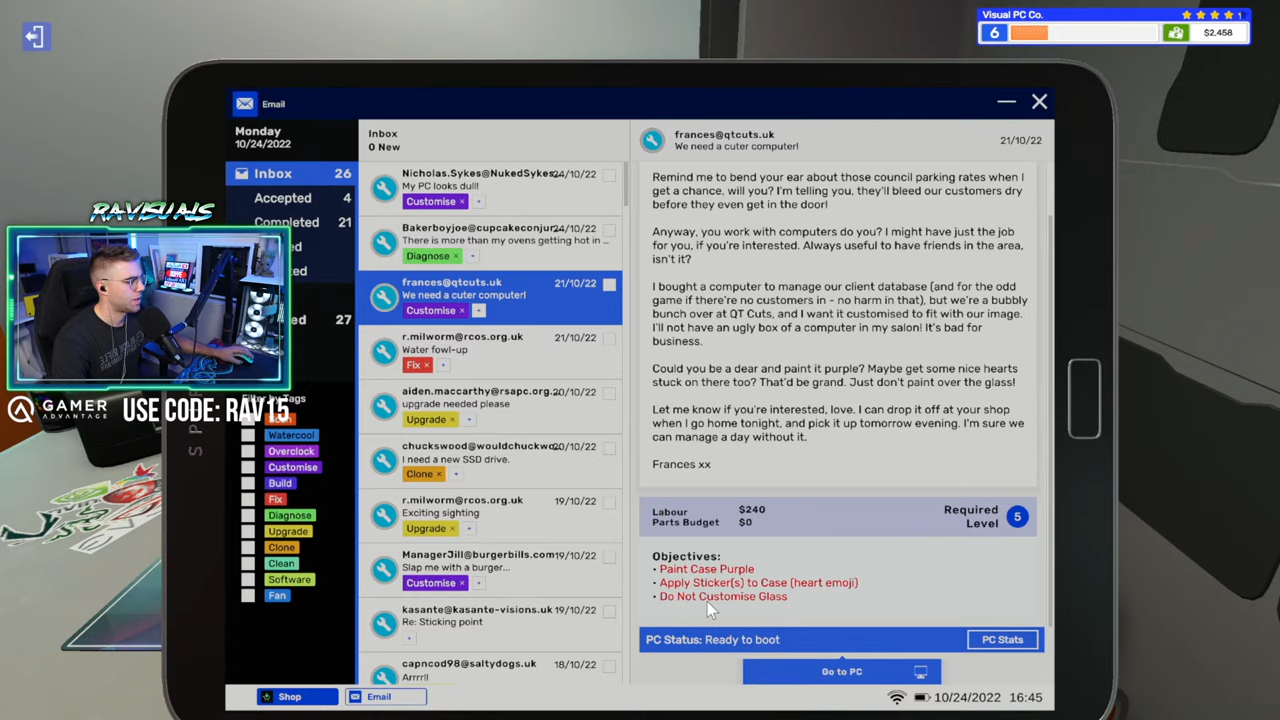 Visual PC Co.
6
$2,458
Email
Monday
10/24/2022
Inbox 26
Accepted 4
Completed 21
27
Filter by Tags
Watercool
Overclock
Customise
Build
Fix
Diagnose
Upgrade
Clone
Clean
Software
Fan
RAVISUALS
GAMER
ADVANTAGE
USE CODE: RAV15
Inbox
0 New
Nicholas.Sykes@NukedSykes... 24/10/22
My PC looks dull!
Customise × +
Bakerboyjoe@cupcakeconjur...
There is more than my ovens getting hot in ...
Diagnose × +
frances@qtcuts.uk 21/10/22
We need a cuter computer!
Customise × +
r.milworm@rcos.org.uk 21/10/22
Water fowl-up
Fix × +
aiden.maccarthy@rsapc.org...
upgrade needed please
Upgrade × +
chuckswood@wouldchuckwo... 20/10/22
I need a new SSD drive.
Clone × +
r.milworm@rcos.org.uk 19/10/22
Exciting sighting
Upgrade × +
ManagerJill@burgerbills.com 19/10/22
Slap me with a burger...
Customise × +
kasante@kasante-visions.uk 19/10/22
Re: Sticking point
+
capncod98@saltydogs.uk 18/10/22
Arrrr!!
frances@qtcuts.uk 21/10/22
We need a cuter computer!
Remind me to bend your ear about those council parking rates when I
get a chance, will you? I'm telling you, they'll bleed our customers dry
before they even get in the door!
Anyway, you work with computers do you? I might have just the job
for you, if you're interested. Always useful to have friends in the area,
isn't it?
I bought a computer to manage our client database (and for the odd
game if there're no customers in - no harm in that), but we're a bubbly
bunch over at QT Cuts, and I want it customised to fit with our image.
I'll not have an ugly box of a computer in my salon! It's bad for
business.
Could you be a dear and paint it purple? Maybe get some nice hearts
stuck on there too? That'd be grand. Just don't paint over the glass!
Let me know if you're interested, love. I can drop it off at your shop
when I go home tonight, and pick it up tomorrow evening. I'm sure we
can manage a day without it.
Frances xx
Labour $240
Parts Budget $0
Required
Level 5
Objectives:
• Paint Case Purple
• Apply Sticker(s) to Case (heart emoji)
• Do Not Customise Glass
PC Status: Ready to boot
PC Stats
Go to PC
Shop
Email
10/24/2022 16:45